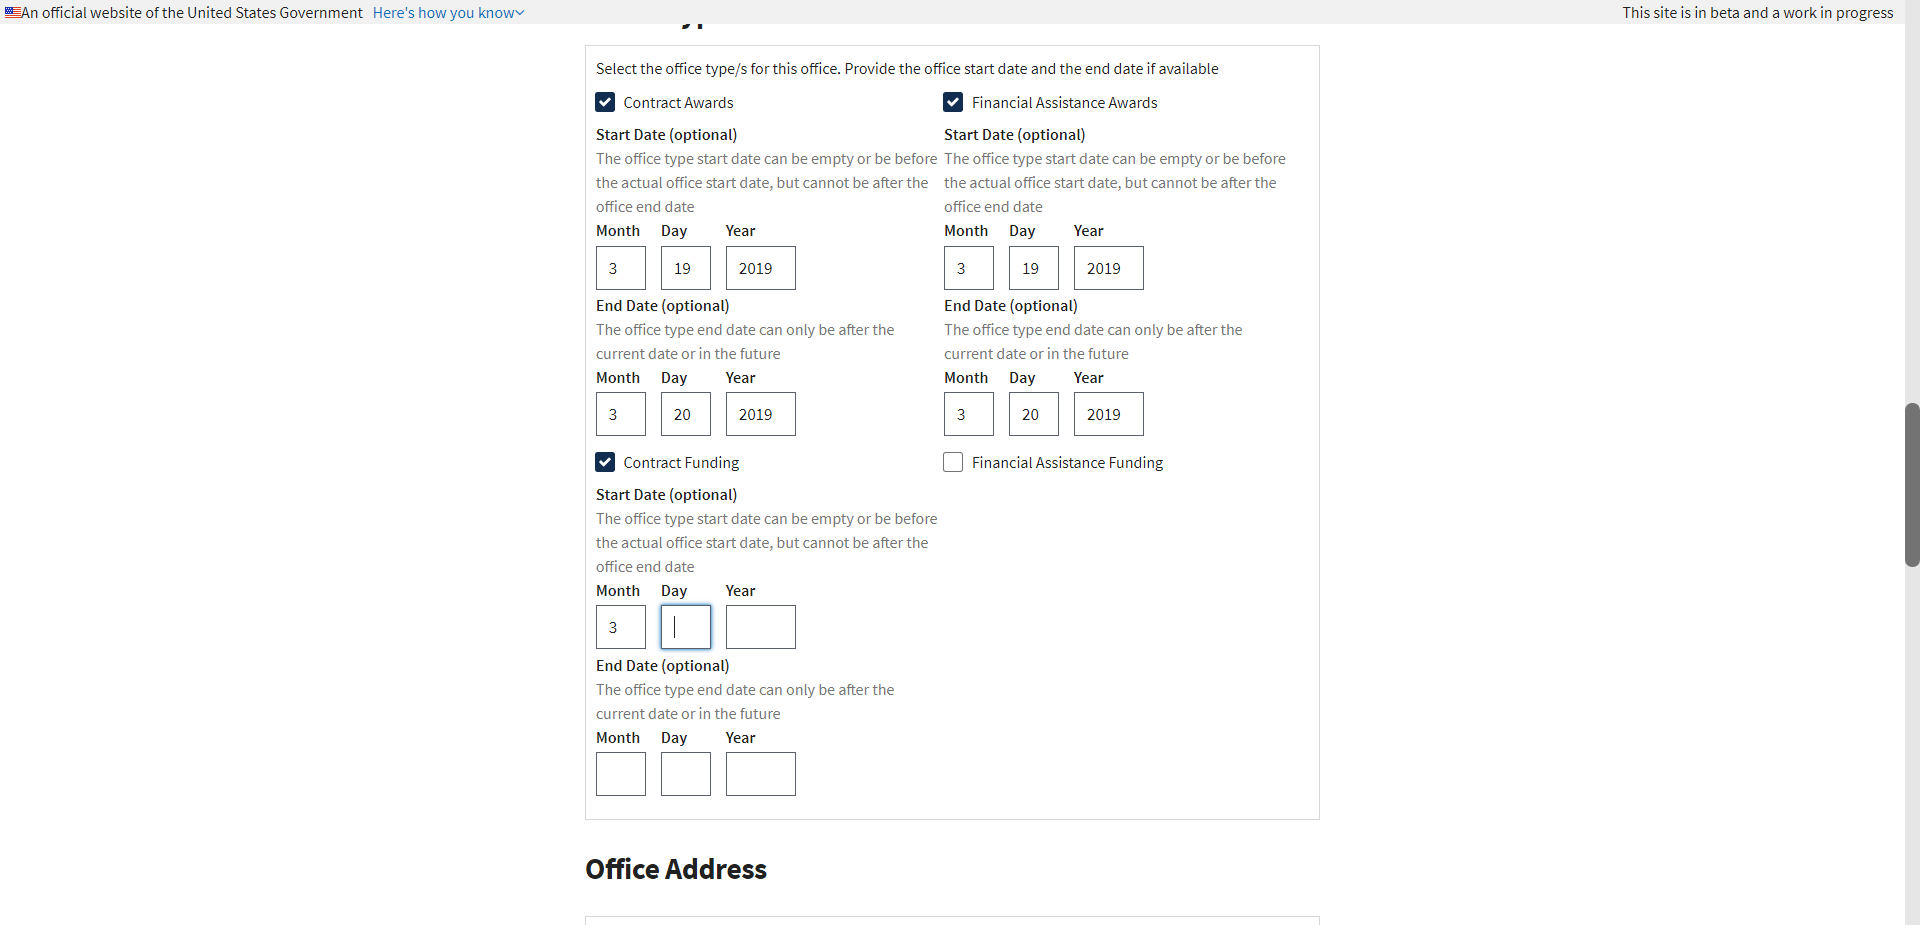 An official website of the United States Government Here's how you know
This site is in beta and a work in progress
Select the office type/s for this office. Provide the office start date and the end date if available
Contract Awards
Start Date (optional)
The office type start date can be empty or be before
the actual office start date, but cannot be after the
office end date
Month Day Year
3 19 2019
End Date (optional)
The office type end date can only be after the
current date or in the future
Month Day Year
3 20 2019
Financial Assistance Awards
Start Date (optional)
The office type start date can be empty or be before
the actual office start date, but cannot be after the
office end date
Month Day Year
3 19 2019
End Date (optional)
The office type end date can only be after the
current date or in the future
Month Day Year
3 20 2019
Contract Funding
Start Date (optional)
The office type start date can be empty or be before
the actual office start date, but cannot be after the
office end date
Month Day Year
3
End Date (optional)
The office type end date can only be after the
current date or in the future
Month Day Year
Financial Assistance Funding
Office Address